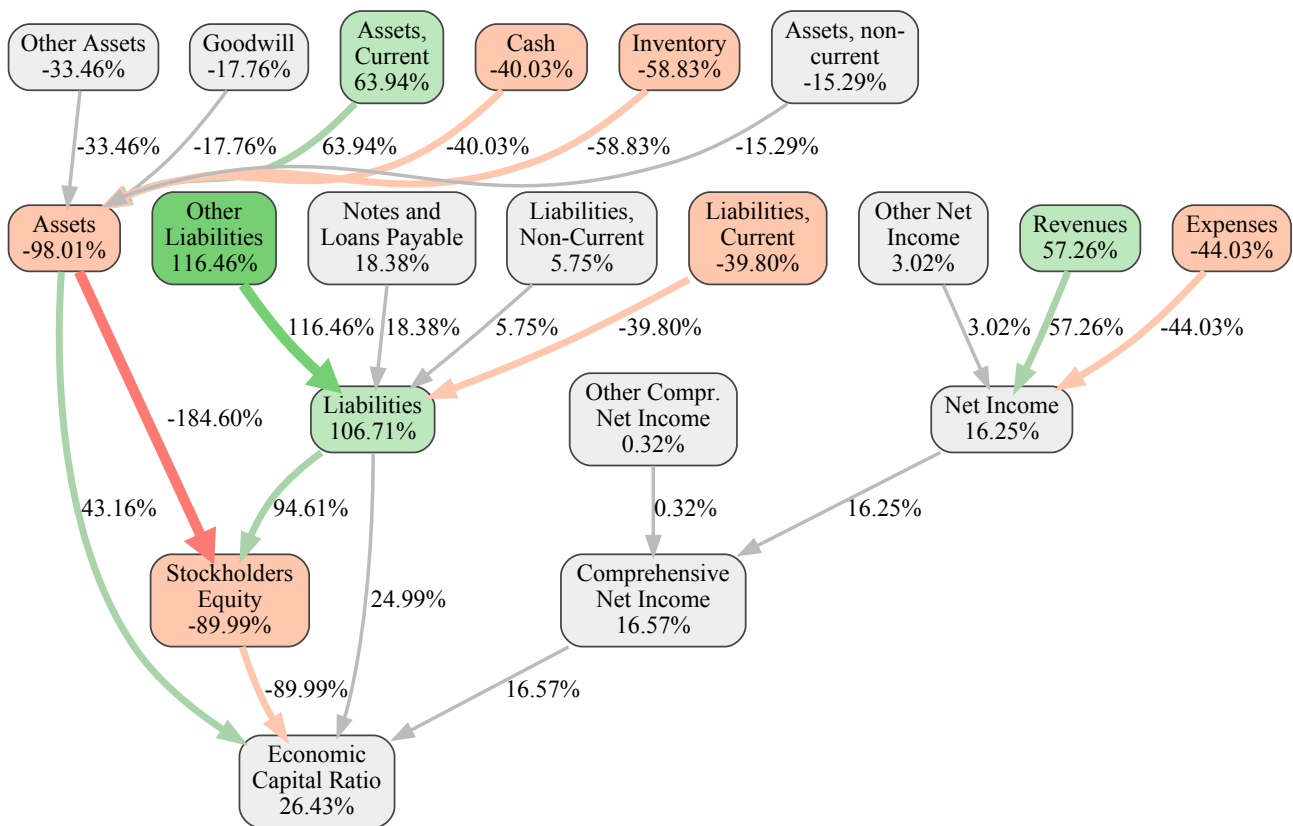 Other Assets
-33.46%
Goodwill
-17.76%
Assets,
Current
63.94%
Cash
-40.03%
Inventory
-58.83%
Assets, non-
current
-15.29%
-33.46%
-17.76%
63.94%
-40.03%
-58.83%
-15.29%
Assets
-98.01%
Other
Liabilities
116.46%
Notes and
Loans Payable
18.38%
Liabilities,
Non-Current
5.75%
Liabilities,
Current
-39.80%
Other Net
Income
3.02%
Revenues
57.26%
Expenses
-44.03%
116.46%
18.38%
5.75%
-39.80%
3.02%
57.26%
-44.03%
Liabilities
106.71%
Other Compr.
Net Income
0.32%
Net Income
16.25%
-184.60%
43.16%
94.61%
0.32%
16.25%
Stockholders
Equity
-89.99%
24.99%
Comprehensive
Net Income
16.57%
-89.99%
16.57%
Economic
Capital Ratio
26.43%